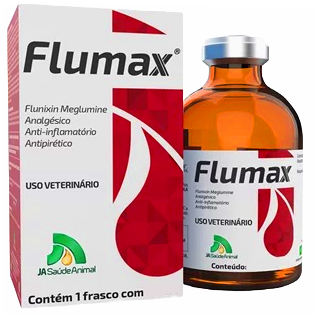 Flumax®
Flunixin Meglumine
Analgésico
Anti-inflamatório
Antipirético
USO VETERINÁRIO
JA Saúde Animal
Contém 1 frasco com
Flumax
Flunixin Meglumine
Analgésico
Anti-inflamatório
Antipirético
USO VETERINÁRIO
JA Saúde Animal
Conteúdo: